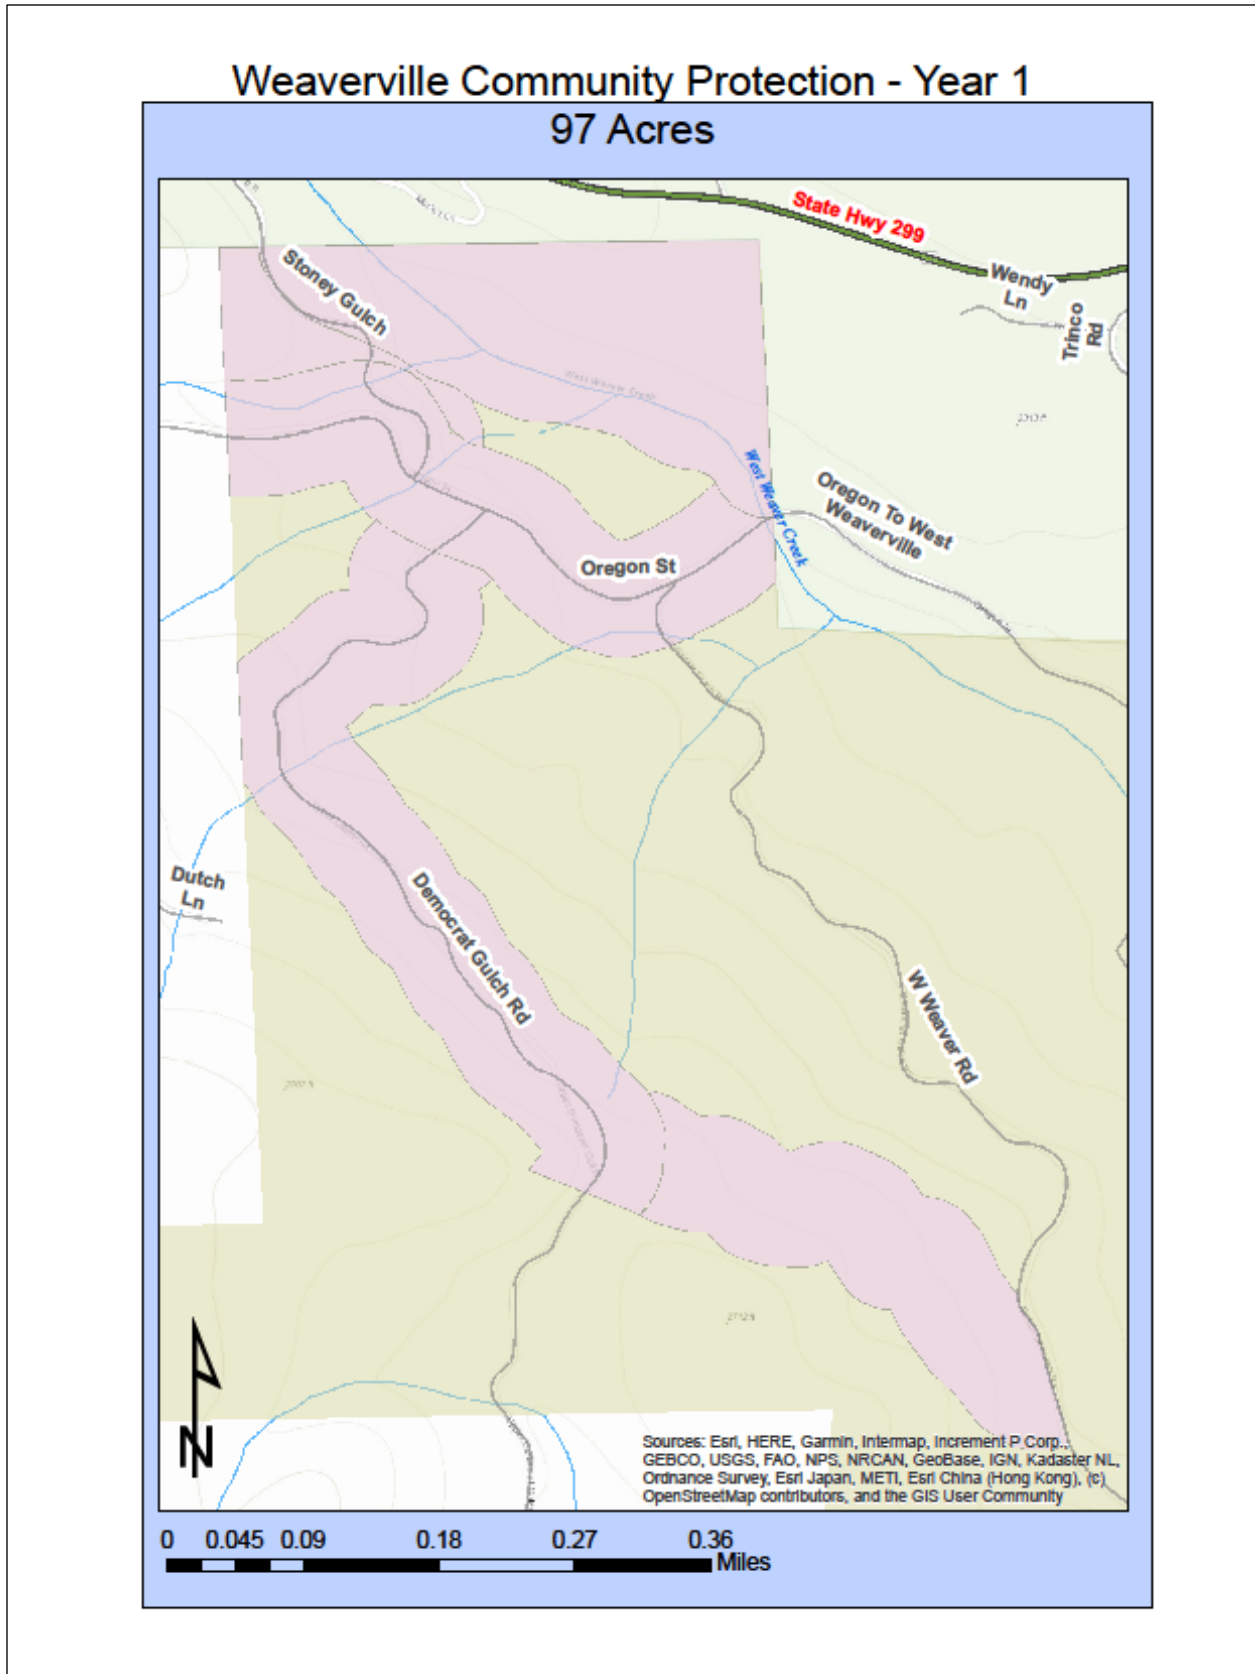 Weaverville Community Protection - Year 1
97 Acres
State Hwy 299
Stoney Gulch
Wendy
Ln
Trinco
Rd
West Weaver Creek
West Weaver Creek
Oregon To West
Weaverville
Oregon St
Dutch
Ln
Democrat Gulch Rd
W Weaver Rd
N
Sources: Esri, HERE, Garmin, Intermap, increment P Corp.,
GEBCO, USGS, FAO, NPS, NRCAN, GeoBase, IGN, Kadaster NL,
Ordnance Survey, Esri Japan, METI, Esri China (Hong Kong), (c)
OpenStreetMap contributors, and the GIS User Community
0 0.045 0.09 0.18 0.27 0.36
Miles